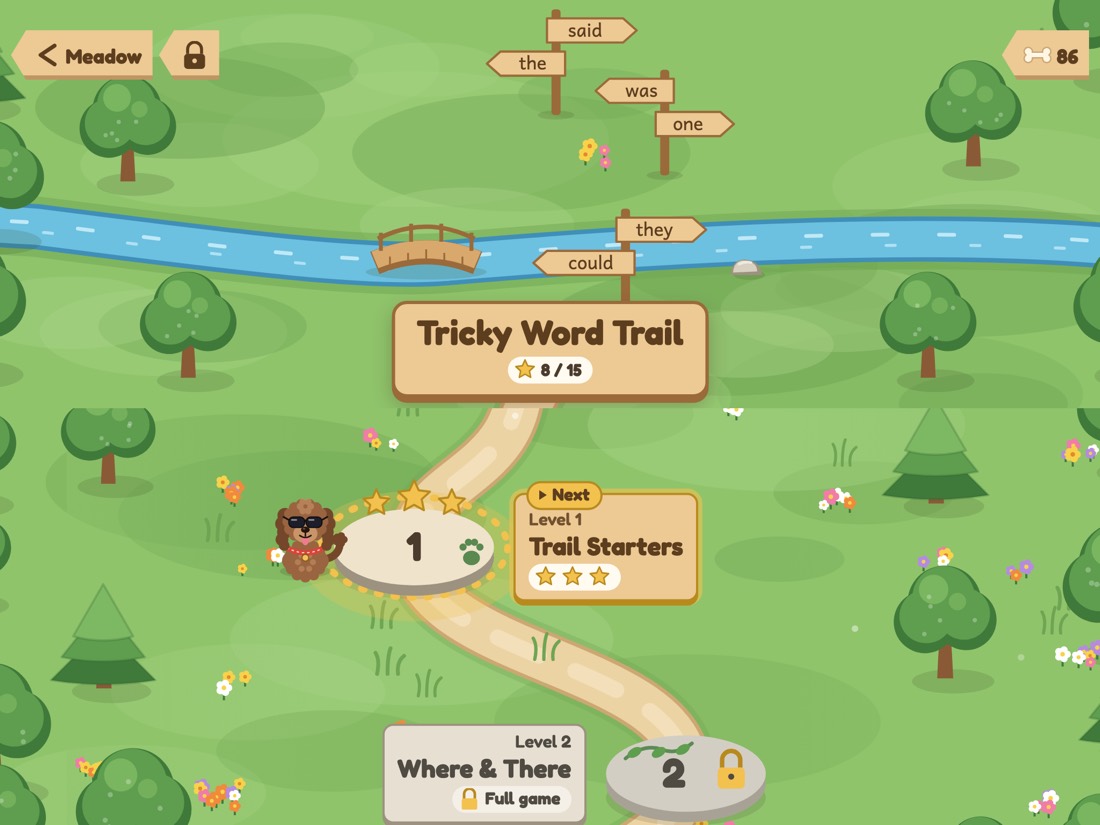 said
the
Meadow
86
was
one
they
could
Tricky Word Trail
8 / 15
Next
Level 1
Trail Starters
1
Level 2
Where & There
Full game
2